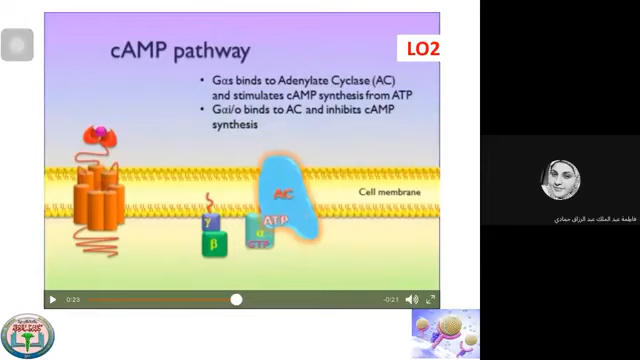 cAMP pathway
LO2
• Gαs binds to Adenylate Cyclase (AC)
and stimulates cAMP synthesis from ATP
• Gαi/o binds to AC and inhibits cAMP
synthesis
AC
Cell membrane
ATP
γ
α
β
GTP
0:23
-0:21
فاطمة عبد الملك عبد الرزاق حمادي